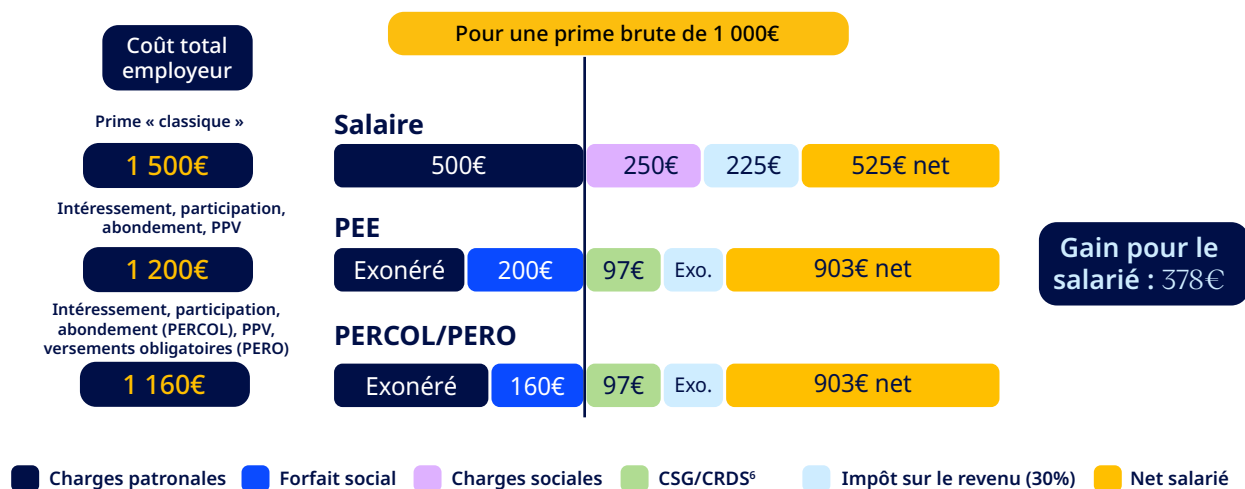 Coût total
employeur
Pour une prime brute de 1 000€
Prime « classique »
1 500€
Salaire
500€
250€
225€
525€ net
Intéressement, participation,
abondement, PPV
1 200€
PEE
Exonéré
200€
97€
Exo.
903€ net
Gain pour le
salarié : 378€
Intéressement, participation,
abondement (PERCOL), PPV,
versements obligatoires (PERO)
1 160€
PERCOL/PERO
Exonéré
160€
97€
Exo.
903€ net
Charges patronales
Forfait social
Charges sociales
CSG/CRDS⁶
Impôt sur le revenu (30%)
Net salarié